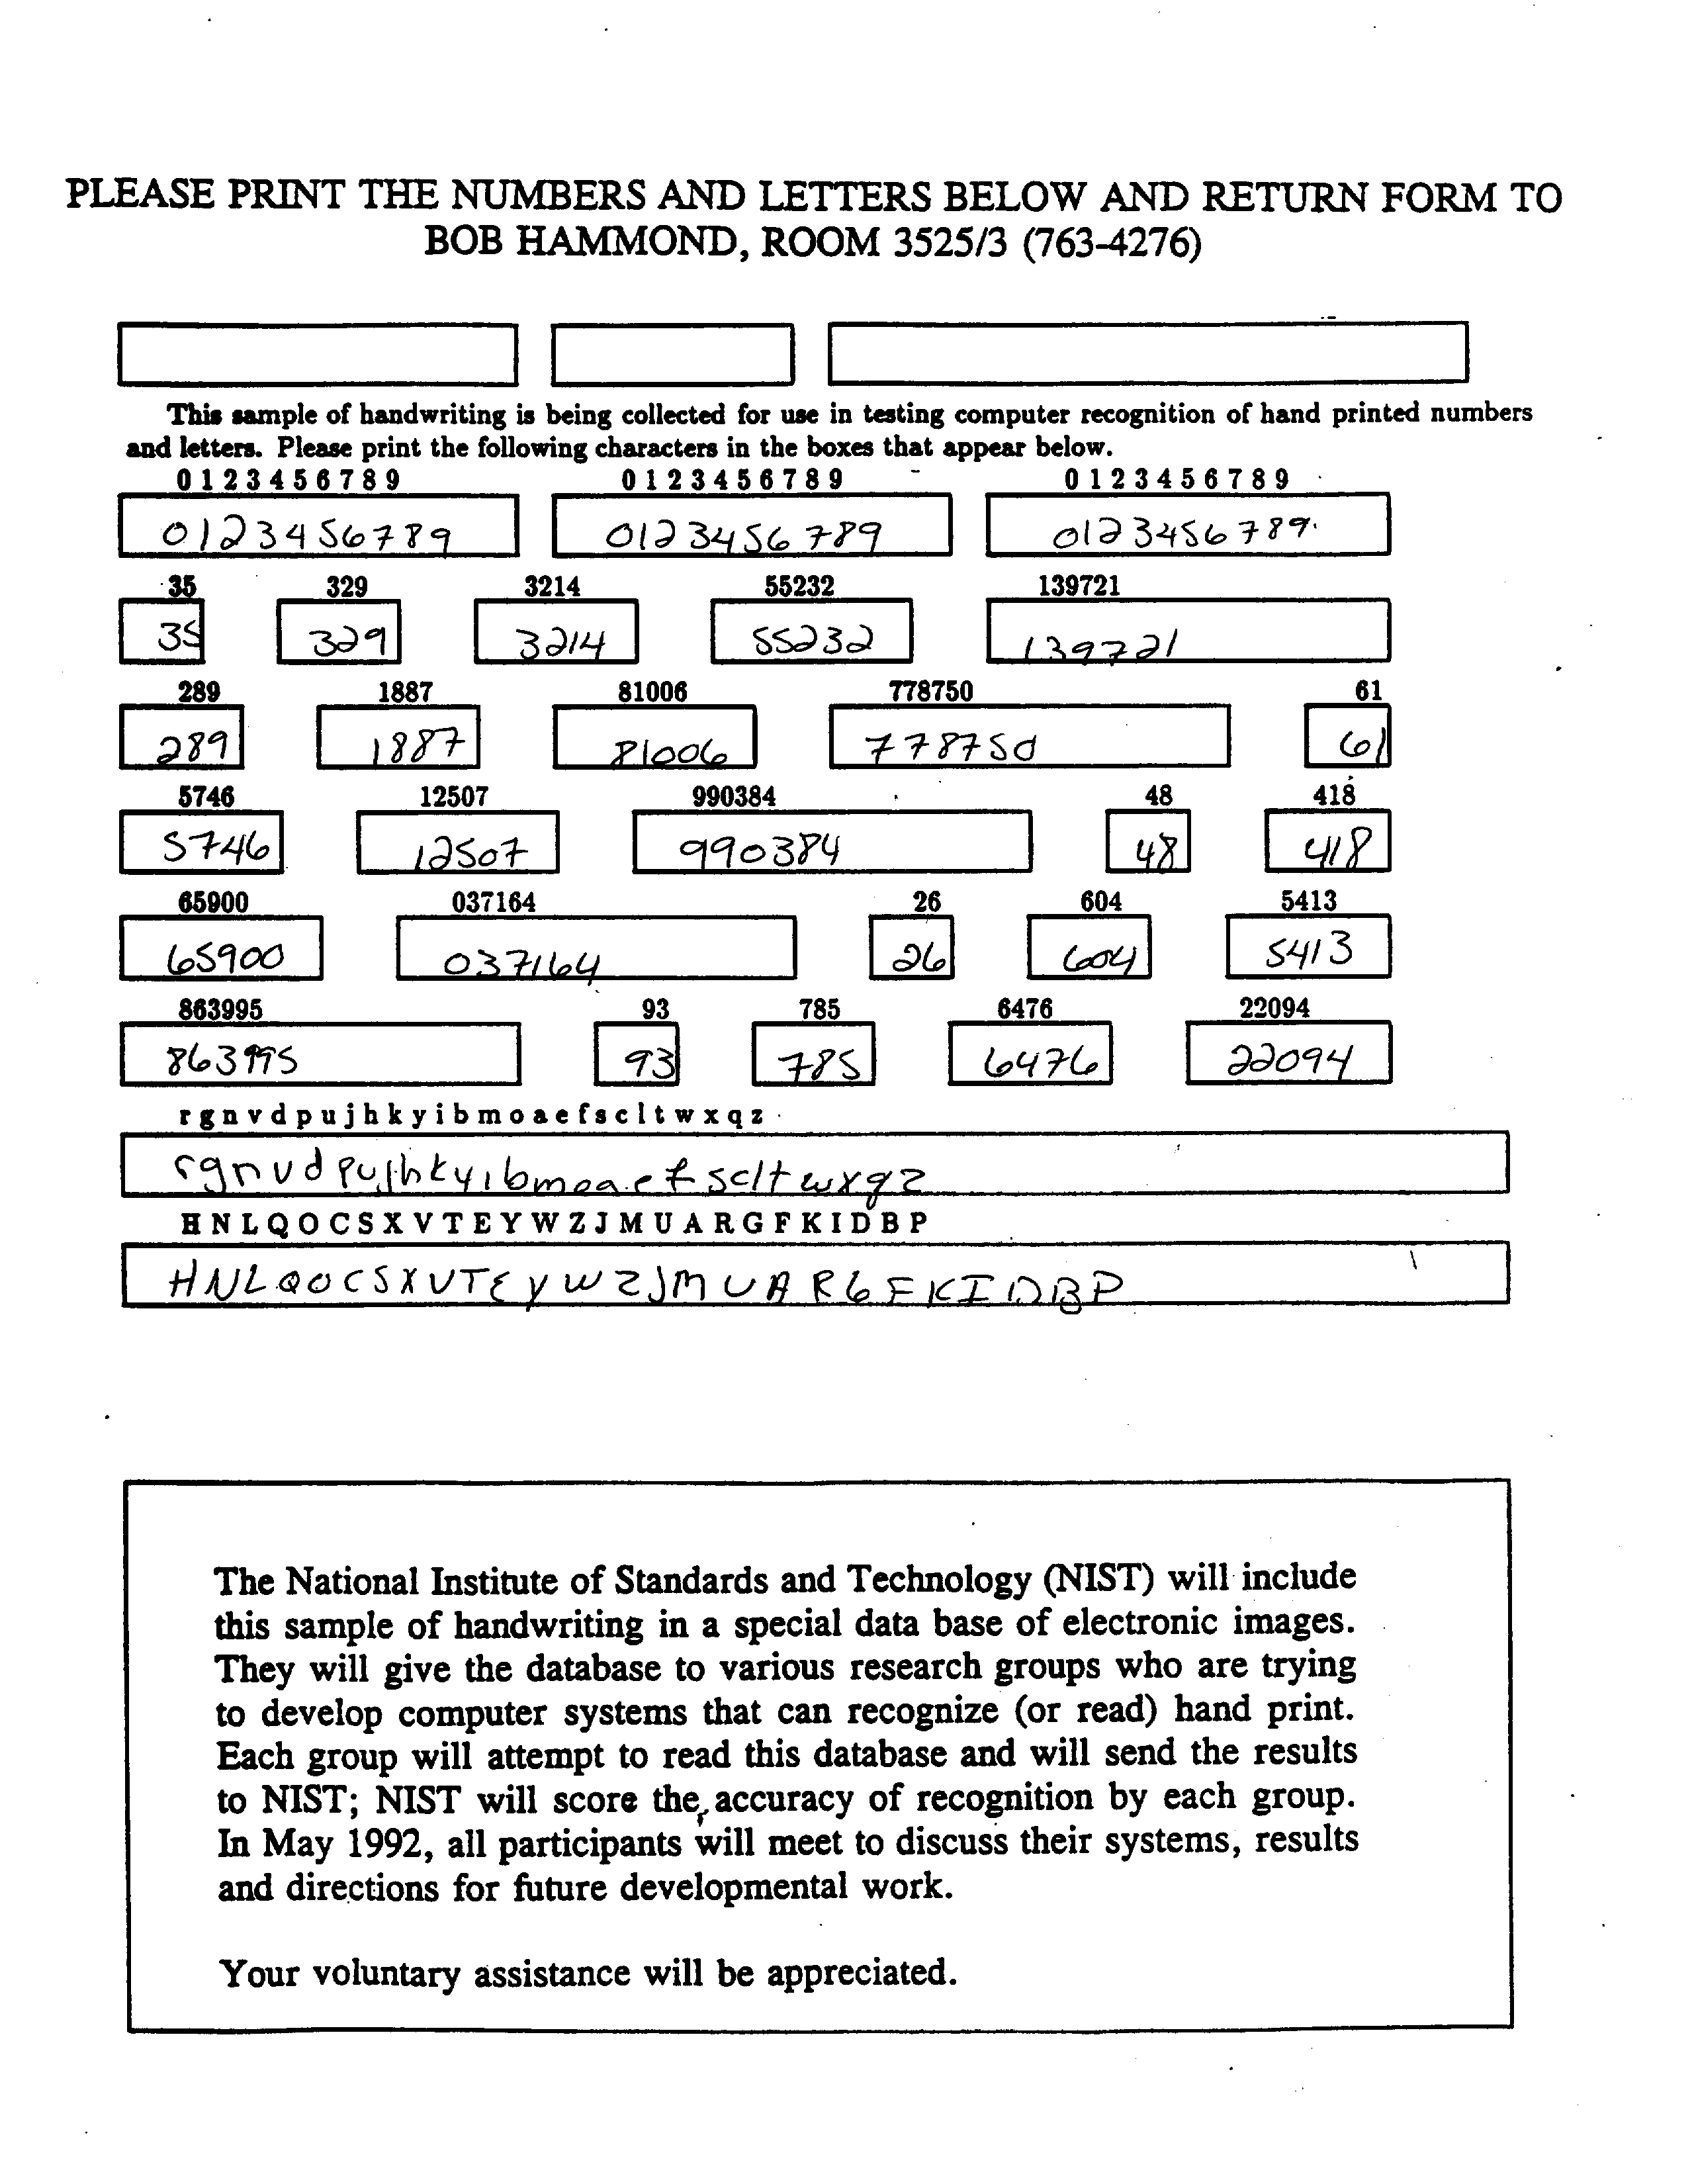 PLEASE PRINT THE NUMBERS AND LETTERS BELOW AND RETURN FORM TO
BOB HAMMOND, ROOM 3525/3 (763-4276)
This sample of handwriting is being collected for use in testing computer recognition of hand printed numbers
and letters. Please print the following characters in the boxes that appear below.
0 1 2 3 4 5 6 7 8 9 0 1 2 3 4 5 6 7 8 9 0 1 2 3 4 5 6 7 8 9
0123456789 0123456789 0123456789
35 329 3214 55232 139721
35 329 3214 55232 139721
289 1887 81006 778750 61
289 1887 81006 778750 61
5746 12507 990384 48 418
5746 12507 990384 48 418
65900 037164 26 604 5413
65900 037164 26 604 5413
863995 93 785 6476 22094
863995 93 785 6476 22094
r g n v d p u j h k y i b m o a e f s c l t w x q z
rgnvdpujhkyibmoaefscltwxqz
H N L Q O C S X V T E Y W Z J M U A R G F K I D B P
HNLQOCSXVTEYWZJMUARGFKIDBP
The National Institute of Standards and Technology (NIST) will include
this sample of handwriting in a special data base of electronic images.
They will give the database to various research groups who are trying
to develop computer systems that can recognize (or read) hand print.
Each group will attempt to read this database and will send the results
to NIST; NIST will score the accuracy of recognition by each group.
In May 1992, all participants will meet to discuss their systems, results
and directions for future developmental work.
Your voluntary assistance will be appreciated.